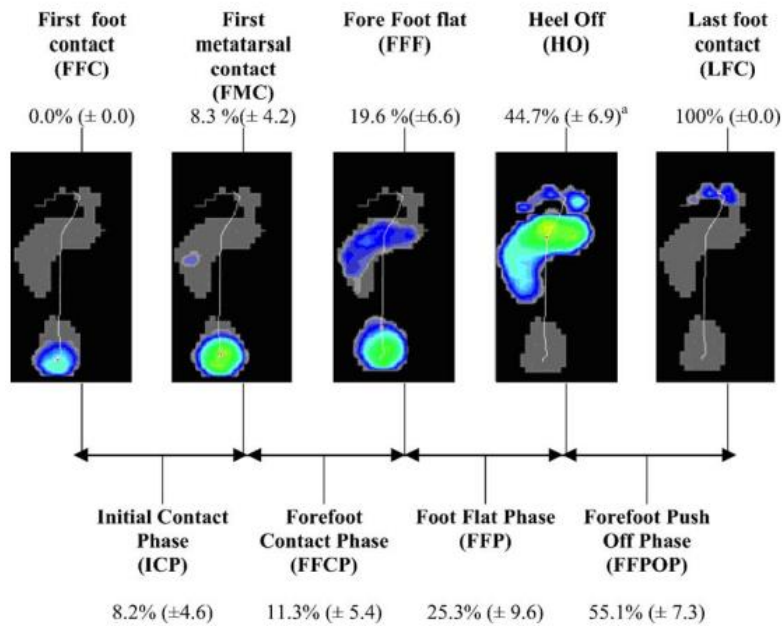 First foot
contact
(FFC)
0.0% (± 0.0)
First
metatarsal
contact
(FMC)
8.3 %(± 4.2)
Fore Foot flat
(FFF)
19.6 %(±6.6)
Heel Off
(HO)
44.7% (± 6.9)ᵃ
Last foot
contact
(LFC)
100% (±0.0)
Initial Contact
Phase
(ICP)
8.2% (±4.6)
Forefoot
Contact Phase
(FFCP)
11.3% (± 5.4)
Foot Flat Phase
(FFP)
25.3% (± 9.6)
Forefoot Push
Off Phase
(FFPOP)
55.1% (± 7.3)